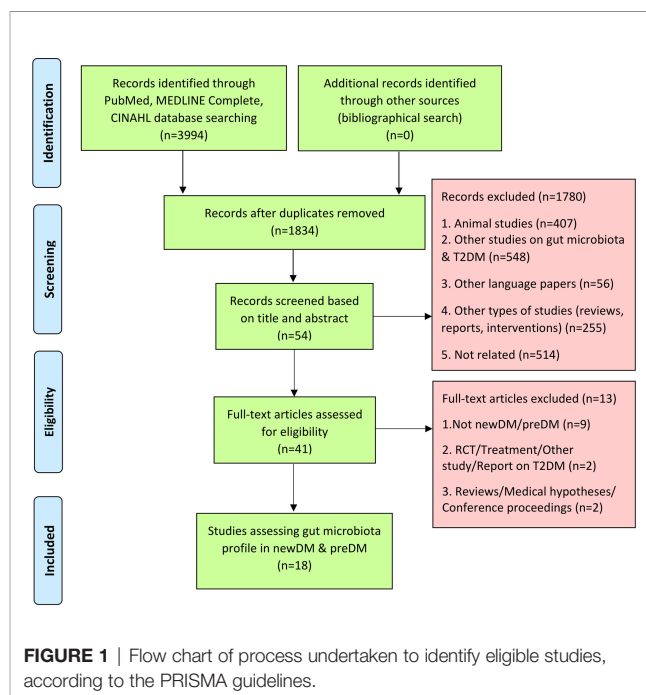 Identification
Records identified through
PubMed, MEDLINE Complete,
CINAHL database searching
(n=3994)
Additional records identified
through other sources
(bibliographical search)
(n=0)
Screening
Records after duplicates removed
(n=1834)
Records excluded (n=1780)
1. Animal studies (n=407)
2. Other studies on gut microbiota
& T2DM (n=548)
3. Other language papers (n=56)
4. Other types of studies (reviews,
reports, interventions) (n=255)
5. Not related (n=514)
Records screened based
on title and abstract
(n=54)
Eligibility
Full-text articles assessed
for eligibility
(n=41)
Full-text articles excluded (n=13)
1.Not newDM/preDM (n=9)
2. RCT/Treatment/Other
study/Report on T2DM (n=2)
3. Reviews/Medical hypotheses/
Conference proceedings (n=2)
Included
Studies assessing gut microbiota
profile in newDM & preDM
(n=18)
FIGURE 1 | Flow chart of process undertaken to identify eligible studies,
according to the PRISMA guidelines.